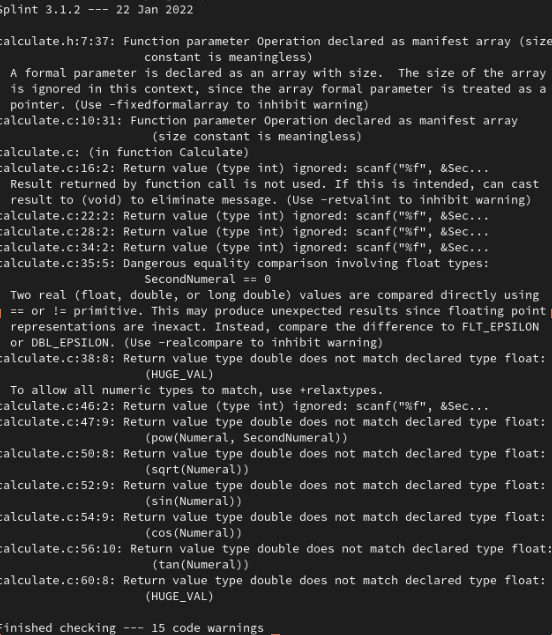 Splint 3.1.2 --- 22 Jan 2022
calculate.h:7:37: Function parameter Operation declared as manifest array (size
constant is meaningless)
A formal parameter is declared as an array with size. The size of the array
is ignored in this context, since the array formal parameter is treated as a
pointer. (Use -fixedformalarray to inhibit warning)
calculate.c:10:31: Function parameter Operation declared as manifest array
(size constant is meaningless)
calculate.c: (in function Calculate)
calculate.c:16:2: Return value (type int) ignored: scanf("%f", &Sec...
Result returned by function call is not used. If this is intended, can cast
result to (void) to eliminate message. (Use -retvalint to inhibit warning)
calculate.c:22:2: Return value (type int) ignored: scanf("%f", &Sec...
calculate.c:28:2: Return value (type int) ignored: scanf("%f", &Sec...
calculate.c:34:2: Return value (type int) ignored: scanf("%f", &Sec...
calculate.c:35:5: Dangerous equality comparison involving float types:
SecondNumeral == 0
Two real (float, double, or long double) values are compared directly using
== or != primitive. This may produce unexpected results since floating point
representations are inexact. Instead, compare the difference to FLT_EPSILON
or DBL_EPSILON. (Use -realcompare to inhibit warning)
calculate.c:38:8: Return value type double does not match declared type float:
(HUGE_VAL)
To allow all numeric types to match, use +relaxtypes.
calculate.c:46:2: Return value (type int) ignored: scanf("%f", &Sec...
calculate.c:47:9: Return value type double does not match declared type float:
(pow(Numeral, SecondNumeral))
calculate.c:50:8: Return value type double does not match declared type float:
(sqrt(Numeral))
calculate.c:52:9: Return value type double does not match declared type float:
(sin(Numeral))
calculate.c:54:9: Return value type double does not match declared type float:
(cos(Numeral))
calculate.c:56:10: Return value type double does not match declared type float:
(tan(Numeral))
calculate.c:60:8: Return value type double does not match declared type float:
(HUGE_VAL)
Finished checking --- 15 code warnings